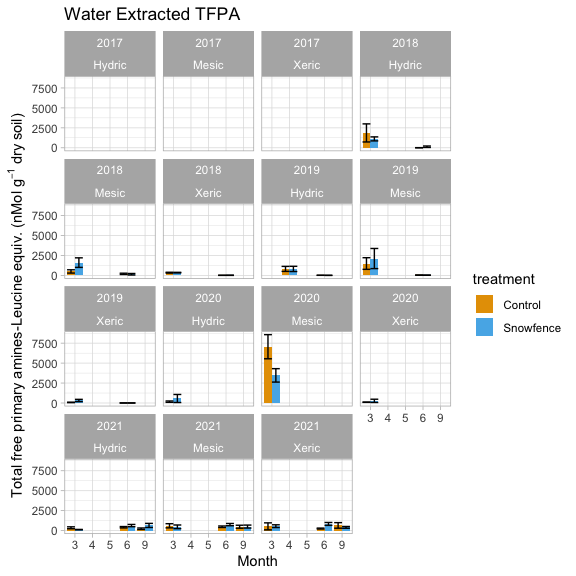 Water Extracted TFPA
2017 2017 2017 2018
Hydric Mesic Xeric Hydric
7500
5000
2500
0
2018 2018 2019 2019
Mesic Xeric Hydric Mesic
7500
5000
2500
0
2019 2020 2020 2020
Xeric Hydric Mesic Xeric
7500
5000
2500
0
3 4 5 6 9
2021 2021 2021
Hydric Mesic Xeric
7500
5000
2500
0
3 4 5 6 9 3 4 5 6 9 3 4 5 6 9
Month
Total free primary amines-Leucine equiv. (nMol g⁻¹ dry soil)
treatment
Control
Snowfence